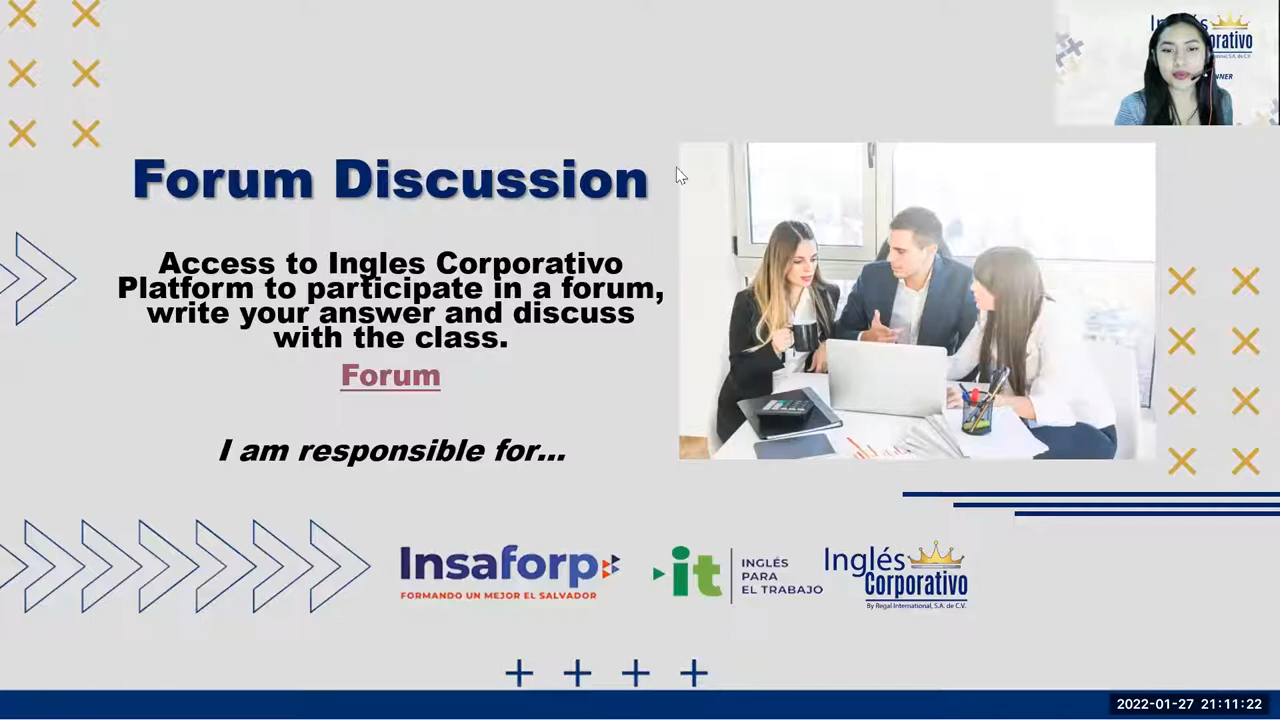 Inglés
Forum Discussion
Access to Ingles Corporativo
Platform to participate in a forum,
write your answer and discuss
with the class.
Forum
I am responsible for...
Insaforp
FORMANDO UN MEJOR EL SALVADOR
it
INGLÉS
PARA
EL TRABAJO
Inglés
Corporativo
By Regal International, S.A. de C.V.
2022-01-27 21:11:22